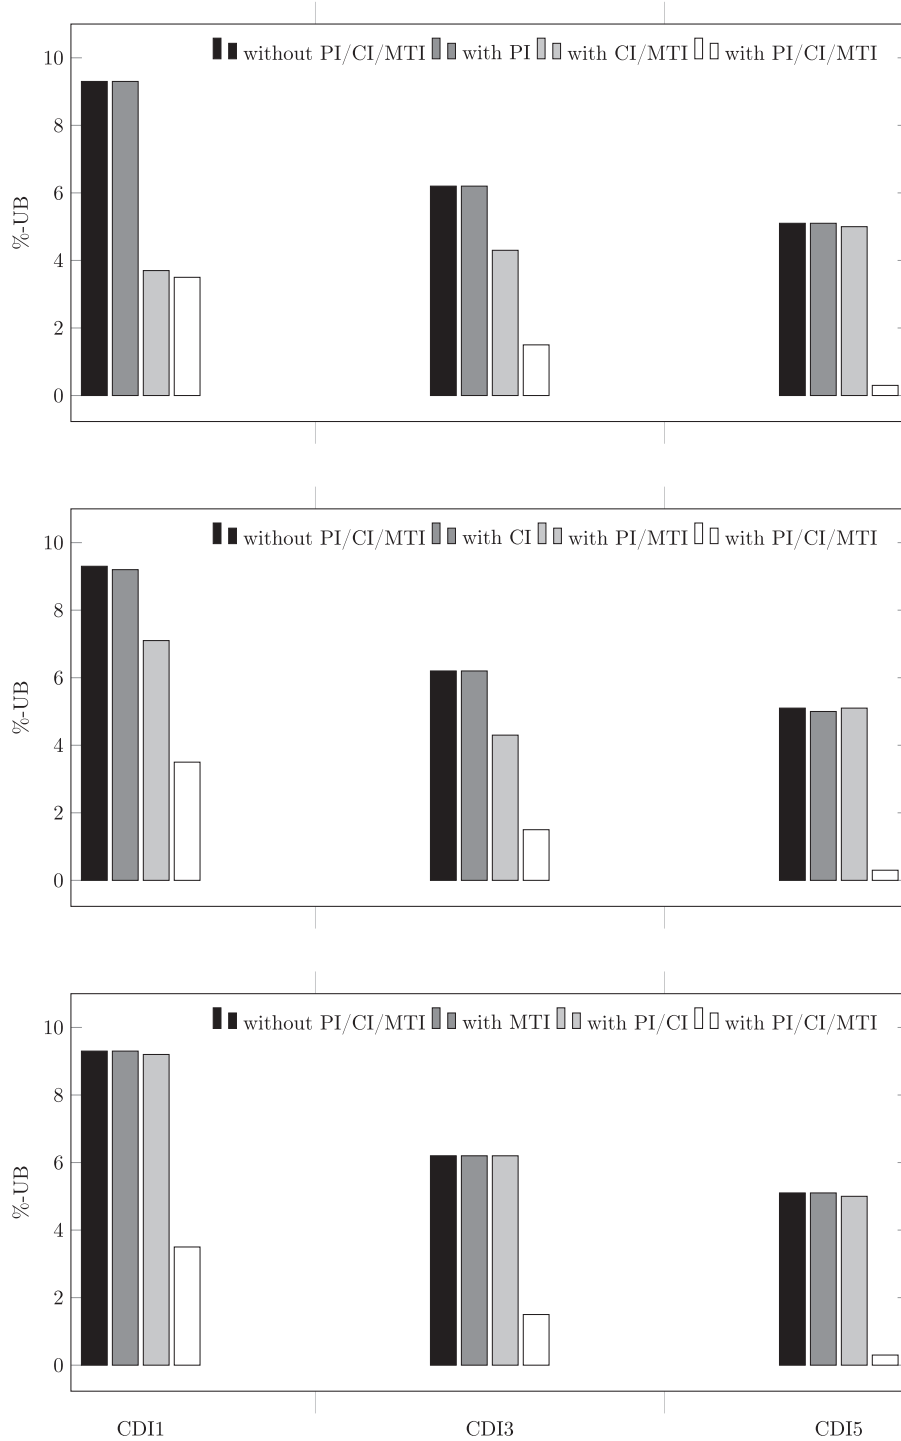 without PI/CI/MTI with PI with CI/MTI with PI/CI/MTI
10
8
6
4
2
0
%-UB
without PI/CI/MTI with CI with PI/MTI with PI/CI/MTI
10
8
6
4
2
0
%-UB
without PI/CI/MTI with MTI with PI/CI with PI/CI/MTI
10
8
6
4
2
0
%-UB
CDI1 CDI3 CDI5